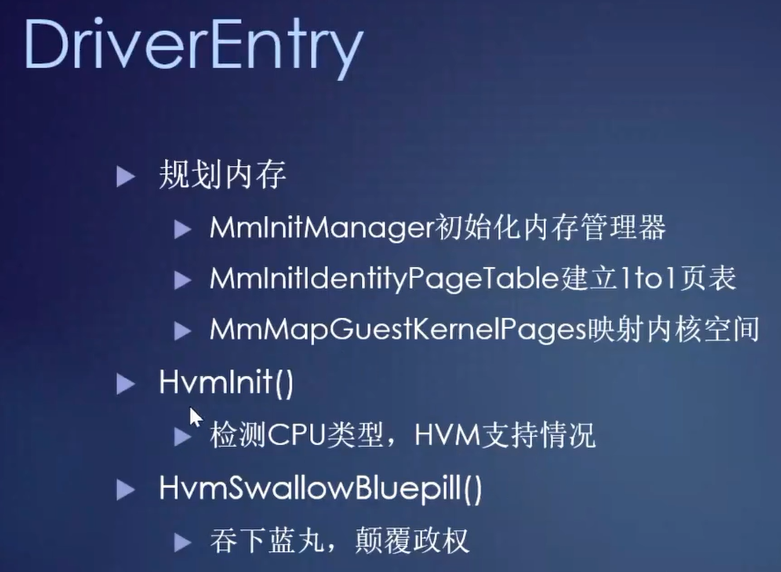 DriverEntry
规划内存
MmInitManager初始化内存管理器
MmInitIdentityPageTable建立1to1页表
MmMapGuestKernelPages映射内核空间
HvmInit()
检测CPU类型，HVM支持情况
HvmSwallowBluepill()
吞下蓝丸，颠覆政权